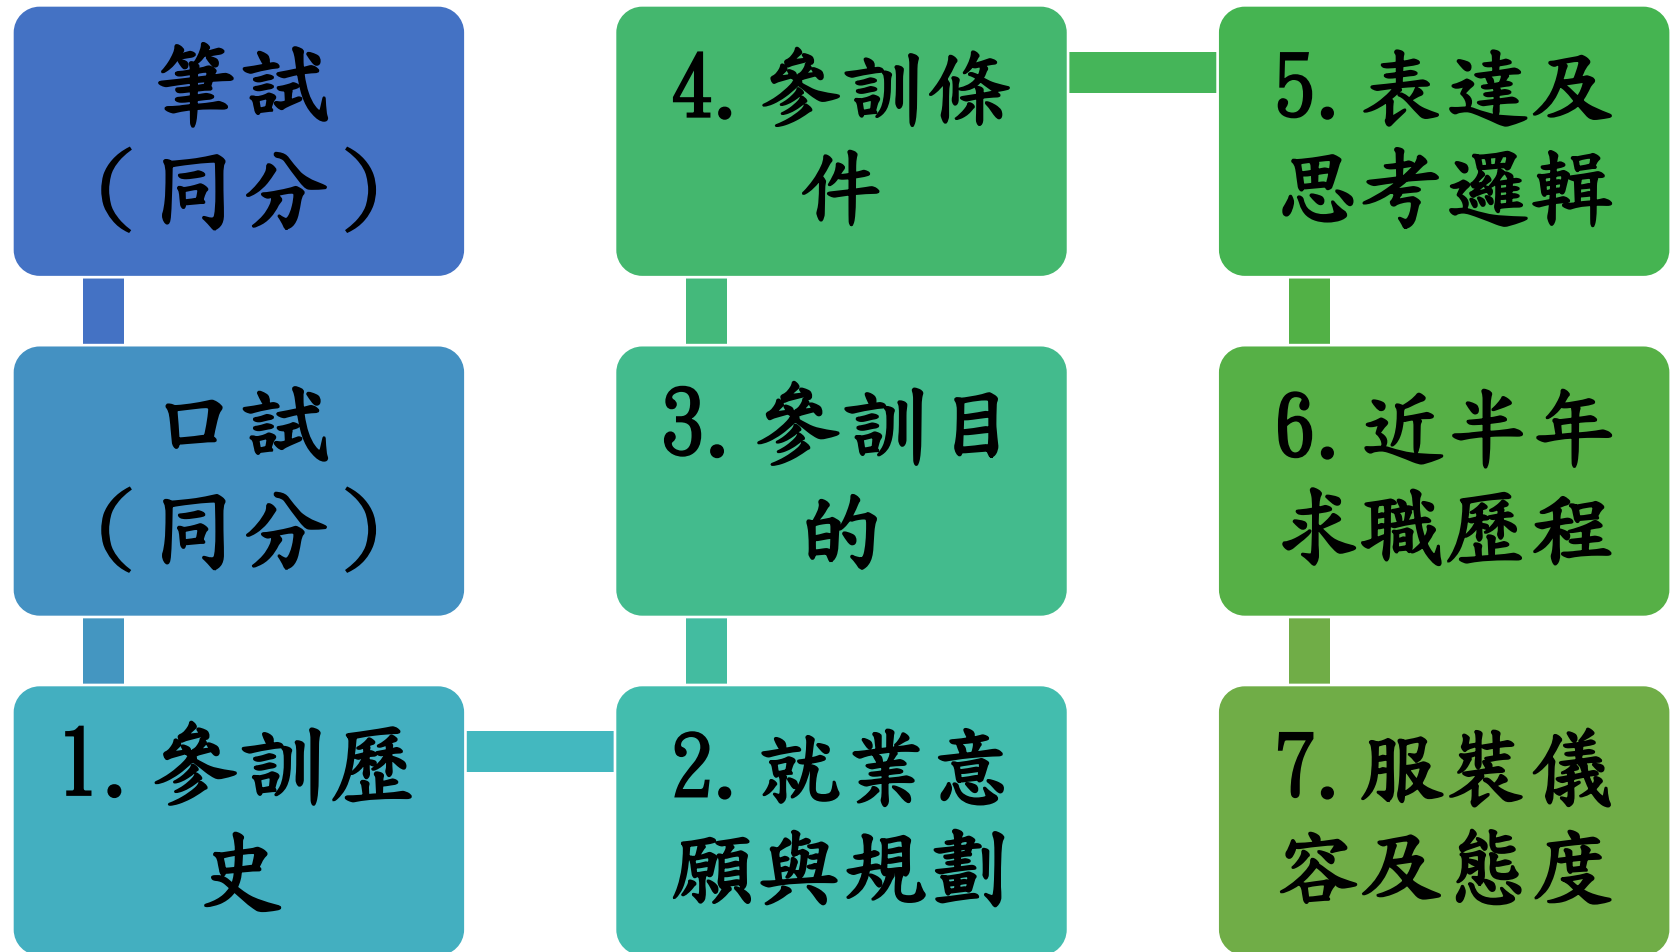 筆試
（同分）
口試
（同分）
1.參訓歷
史
2.就業意
願與規劃
3.參訓目
的
4.參訓條
件
5.表達及
思考邏輯
6.近半年
求職歷程
7.服裝儀
容及態度